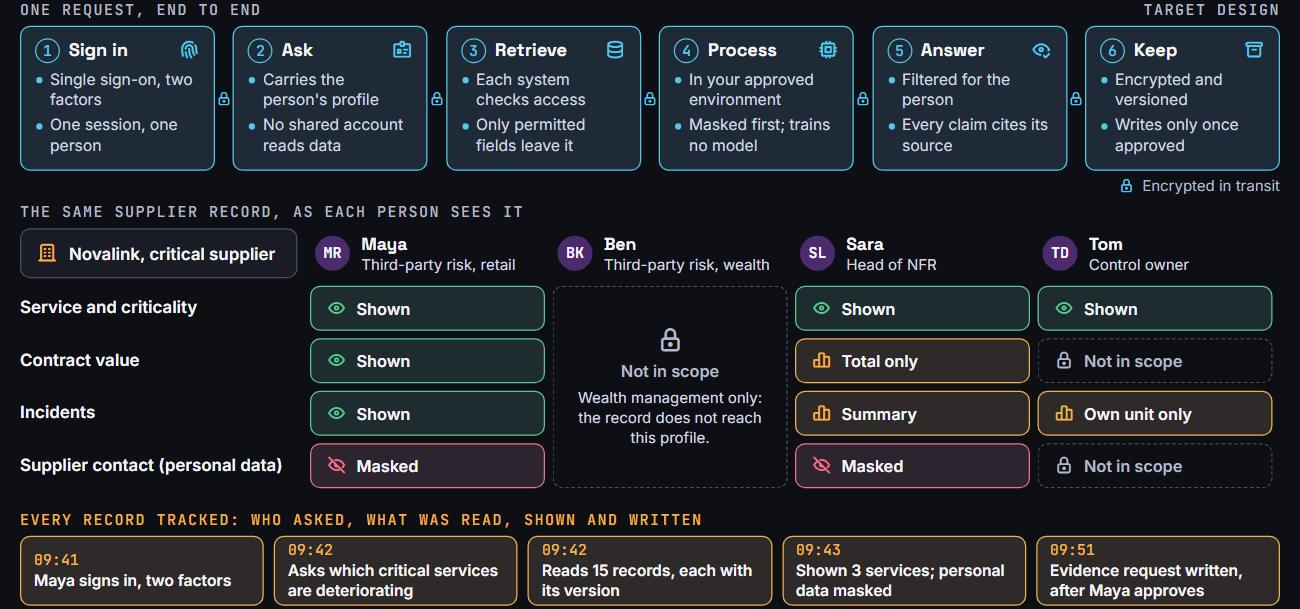 ONE REQUEST, END TO END
TARGET DESIGN
1 Sign in
Single sign-on, two
factors
One session, one
person
2 Ask
Carries the
person's profile
No shared account
reads data
3 Retrieve
Each system
checks access
Only permitted
fields leave it
4 Process
In your approved
environment
Masked first; trains
no model
5 Answer
Filtered for the
person
Every claim cites its
source
6 Keep
Encrypted and
versioned
Writes only once
approved
Encrypted in transit
THE SAME SUPPLIER RECORD, AS EACH PERSON SEES IT
Novalink, critical supplier
MR Maya
Third-party risk, retail
BK Ben
Third-party risk, wealth
SL Sara
Head of NFR
TD Tom
Control owner
Service and criticality
Shown
Shown
Shown
Contract value
Shown
Total only
Not in scope
Incidents
Shown
Summary
Own unit only
Supplier contact (personal data)
Masked
Masked
Not in scope
Not in scope
Wealth management only:
the record does not reach
this profile.
EVERY RECORD TRACKED: WHO ASKED, WHAT WAS READ, SHOWN AND WRITTEN
09:41
Maya signs in, two factors
09:42
Asks which critical services
are deteriorating
09:42
Reads 15 records, each with
its version
09:43
Shown 3 services; personal
data masked
09:51
Evidence request written,
after Maya approves